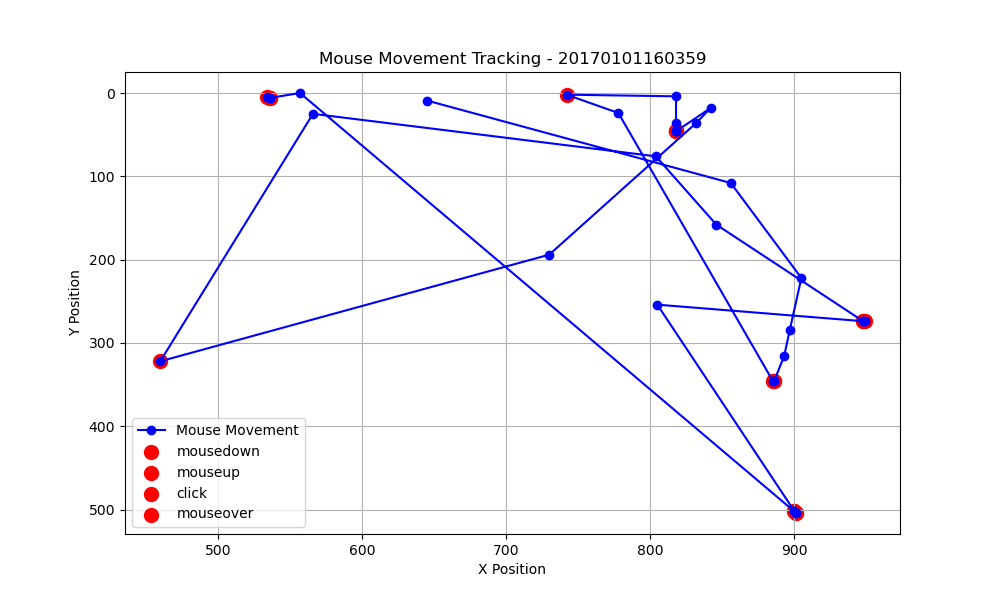 Mouse Movement Tracking - 20170101160359
0
100
200
300
400
500
Y Position
Mouse Movement
mousedown
mouseup
click
mouseover
500
600
700
800
900
X Position